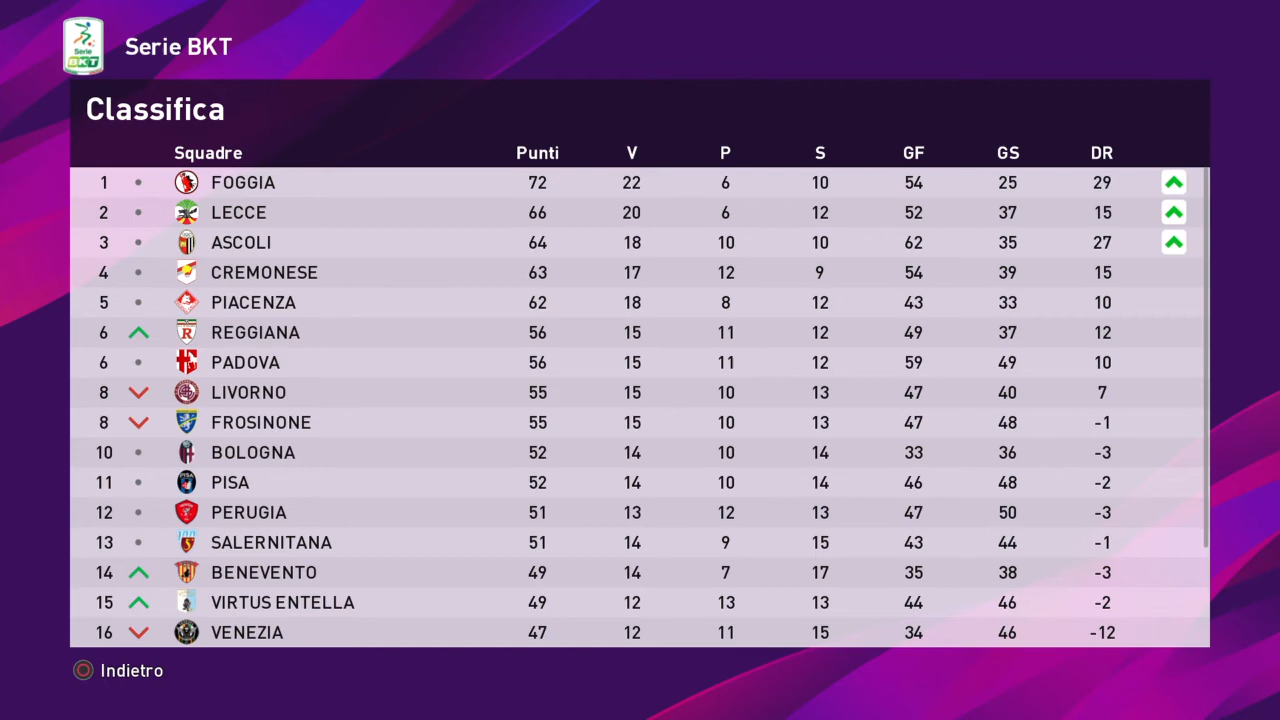 Serie BKT
Serie BKT
Classifica
Squadre Punti V P S GF GS DR
1 FOGGIA 72 22 6 10 54 25 29
2 LECCE 66 20 6 12 52 37 15
3 ASCOLI 64 18 10 10 62 35 27
4 CREMONESE 63 17 12 9 54 39 15
5 PIACENZA 62 18 8 12 43 33 10
6 REGGIANA 56 15 11 12 49 37 12
6 PADOVA 56 15 11 12 59 49 10
8 LIVORNO 55 15 10 13 47 40 7
8 FROSINONE 55 15 10 13 47 48 -1
10 BOLOGNA 52 14 10 14 33 36 -3
11 PISA 52 14 10 14 46 48 -2
12 PERUGIA 51 13 12 13 47 50 -3
13 SALERNITANA 51 14 9 15 43 44 -1
14 BENEVENTO 49 14 7 17 35 38 -3
15 VIRTUS ENTELLA 49 12 13 13 44 46 -2
16 VENEZIA 47 12 11 15 34 46 -12
Indietro